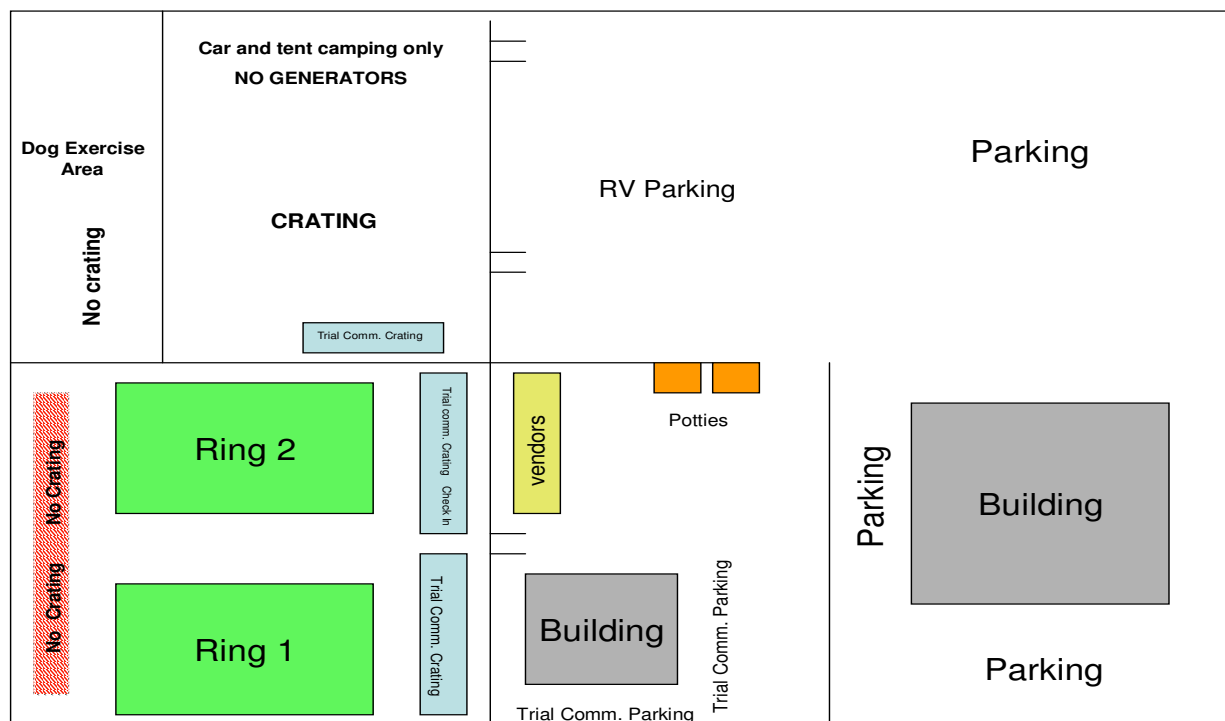 Car and tent camping only
NO GENERATORS
Dog Exercise
Area
No crating
CRATING
RV Parking
Parking
Trial Comm. Crating
No Crating No Crating
Ring 2
Trial comm. Crating Check In
vendors
Potties
Parking
Building
Ring 1
Trial Comm. Crating
Building
Trial Comm. Parking
Trial Comm. Parking
Parking